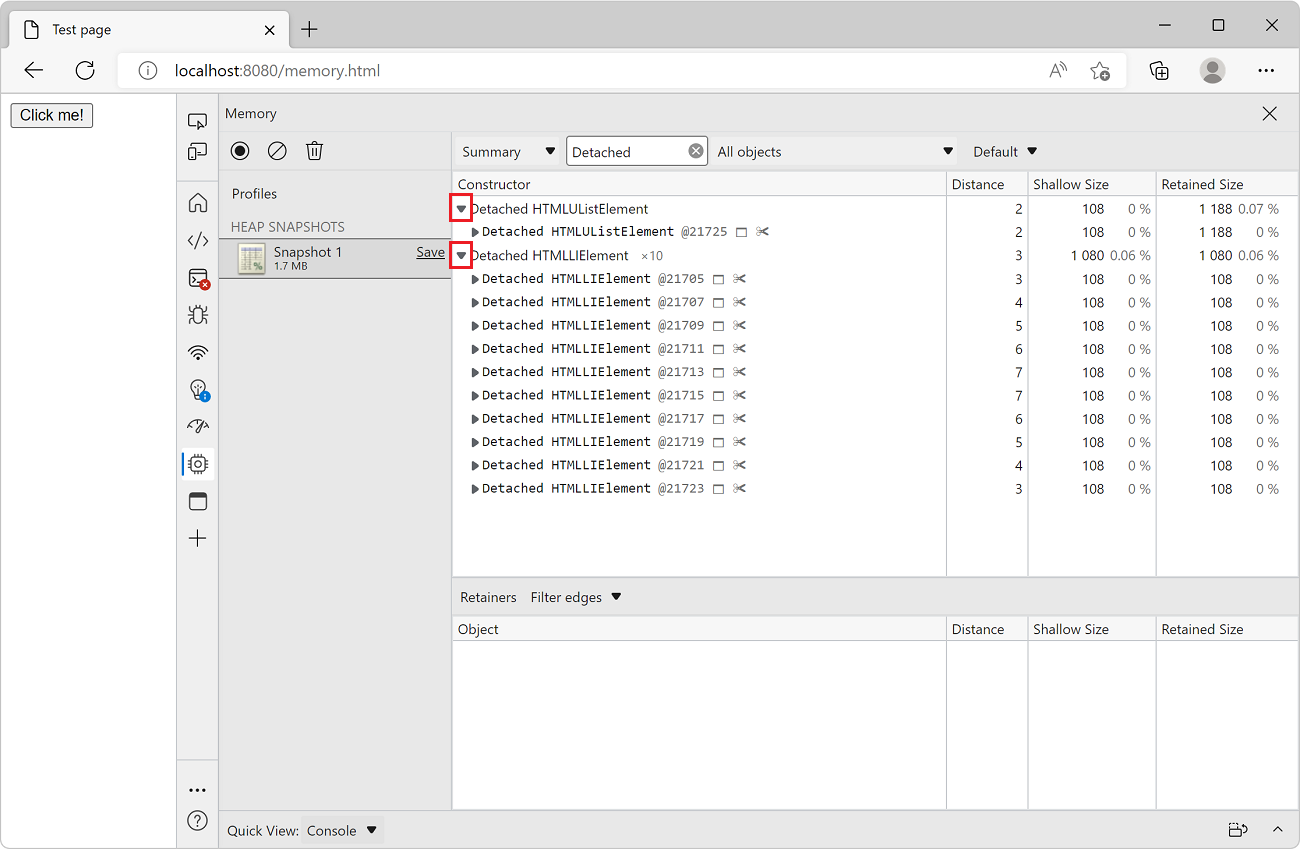 Test page
localhost:8080/memory.html
Click me!
Memory
Summary Detached All objects Default
Profiles
HEAP SNAPSHOTS
Snapshot 1 Save
1.7 MB
Constructor Distance Shallow Size Retained Size
Detached HTMLUListElement 2 108 0 % 1 188 0.07 %
Detached HTMLUListElement @21725 2 108 0 % 1 188 0 %
Detached HTMLLIElement ×10 3 1 080 0.06 % 1 080 0.06 %
Detached HTMLLIElement @21705 3 108 0 % 108 0 %
Detached HTMLLIElement @21707 4 108 0 % 108 0 %
Detached HTMLLIElement @21709 5 108 0 % 108 0 %
Detached HTMLLIElement @21711 6 108 0 % 108 0 %
Detached HTMLLIElement @21713 7 108 0 % 108 0 %
Detached HTMLLIElement @21715 7 108 0 % 108 0 %
Detached HTMLLIElement @21717 6 108 0 % 108 0 %
Detached HTMLLIElement @21719 5 108 0 % 108 0 %
Detached HTMLLIElement @21721 4 108 0 % 108 0 %
Detached HTMLLIElement @21723 3 108 0 % 108 0 %
Retainers Filter edges
Object Distance Shallow Size Retained Size
Quick View: Console